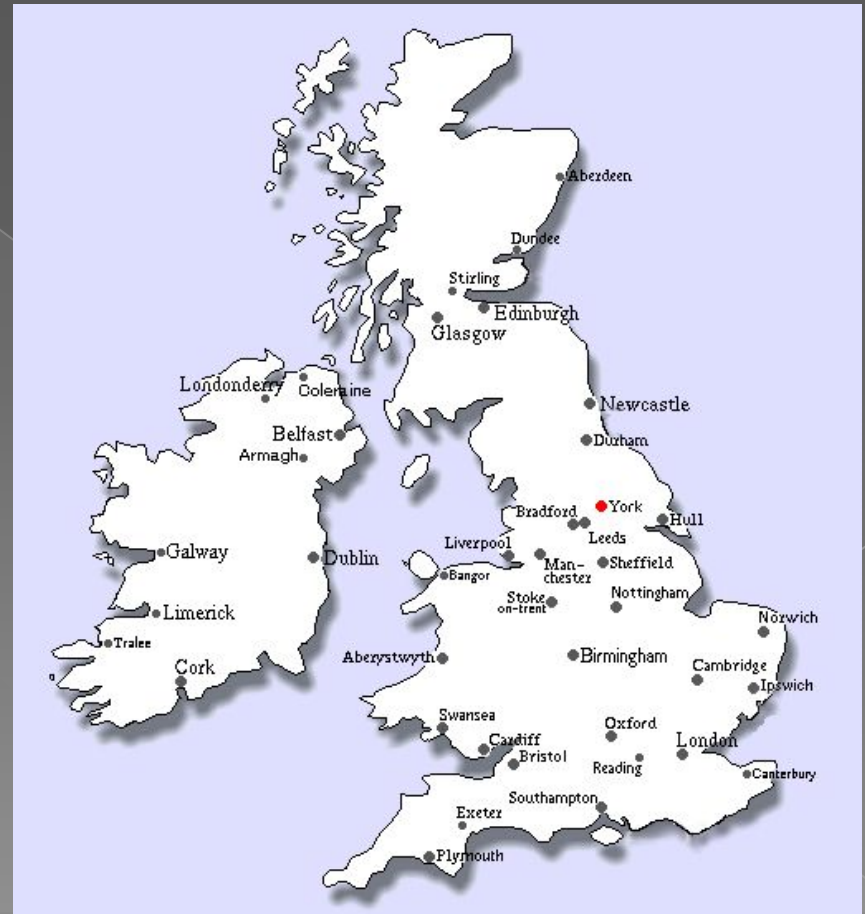 Aberdeen
Dundee
Stirling
Edinburgh
Glasgow
Londonderry
Coleraine
Newcastle
Belfast
Durham
Armagh
York
Bradford
Hull
Leeds
Liverpool
Galway
Dublin
Man-
chester
Sheffield
Bangor
Nottingham
Stoke
on-trent
Limerick
Norwich
Tralee
Aberystwyth
Birmingham
Cork
Cambridge
Ipswich
Swansea
Oxford
Cardiff
London
Bristol
Reading
Canterbury
Southampton
Exeter
Plymouth